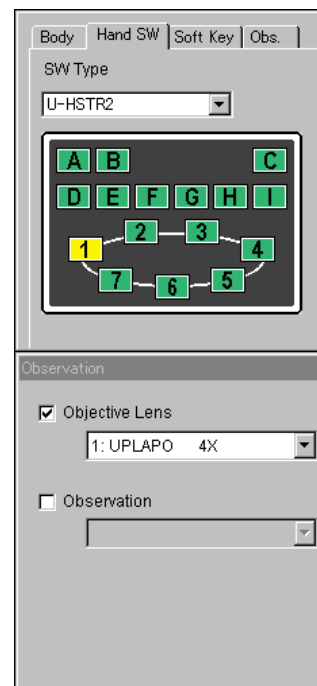 Body Hand SW Soft Key Obs.
SW Type
U-HSTR2
A B C
D E F G H I
2 3
1 4
7 6 5
Observation
Objective Lens
1: UPLAPO 4X
Observation